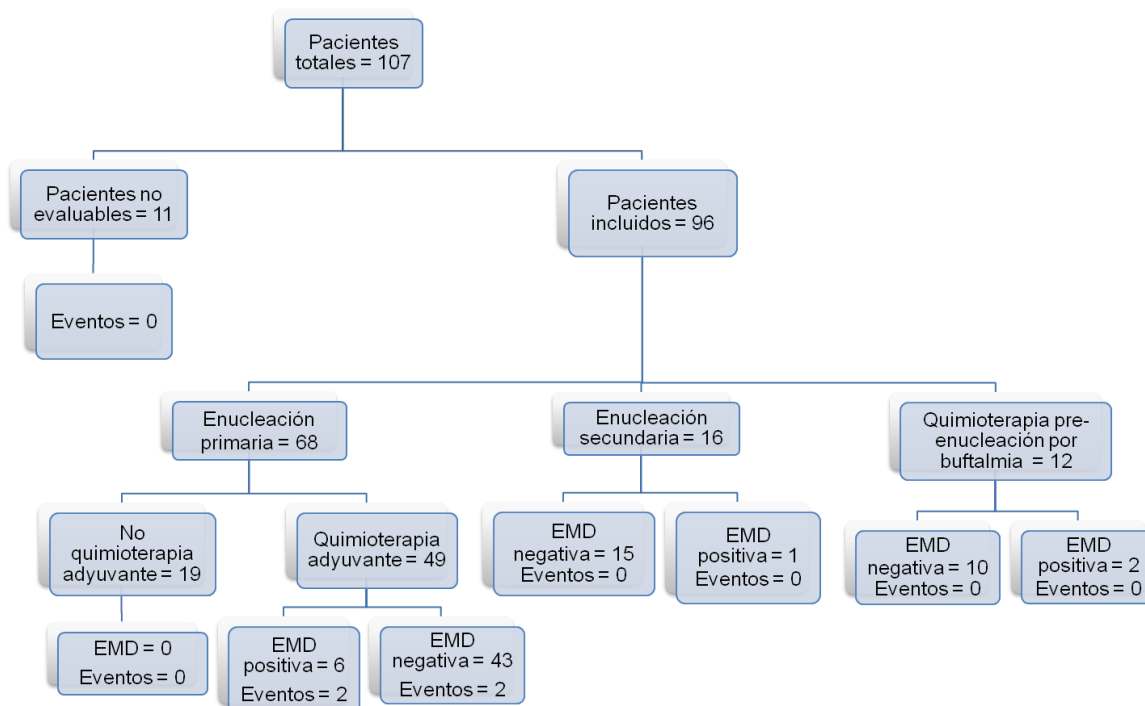 Pacientes
totales = 107
Pacientes no
evaluables = 11
Pacientes
incluidos = 96
Eventos = 0
Enucleación
primaria = 68
Enucleación
secundaria = 16
Quimioterapia pre-
enucleación por
buftalmia = 12
No
quimioterapia
adyuvante = 19
Quimioterapia
adyuvante = 49
EMD
negativa = 15
Eventos = 0
EMD
positiva = 1
Eventos = 0
EMD
negativa = 10
Eventos = 0
EMD
positiva = 2
Eventos = 0
EMD = 0
Eventos = 0
EMD
positiva = 6
Eventos = 2
EMD
negativa = 43
Eventos = 2